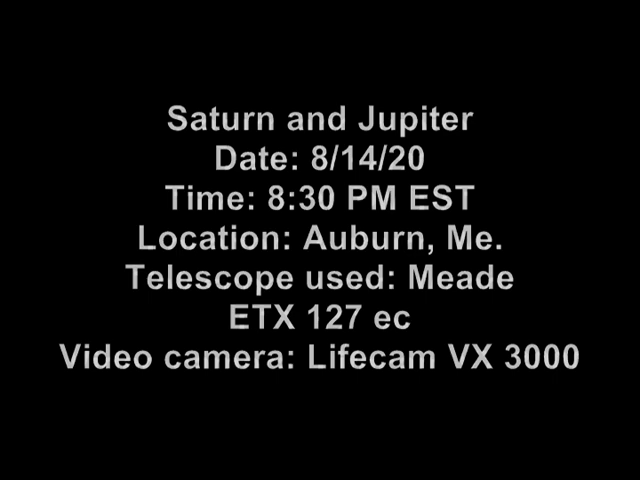 Saturn and Jupiter
Date: 8/14/20
Time: 8:30 PM EST
Location: Auburn, Me.
Telescope used: Meade
ETX 127 ec
Video camera: Lifecam VX 3000